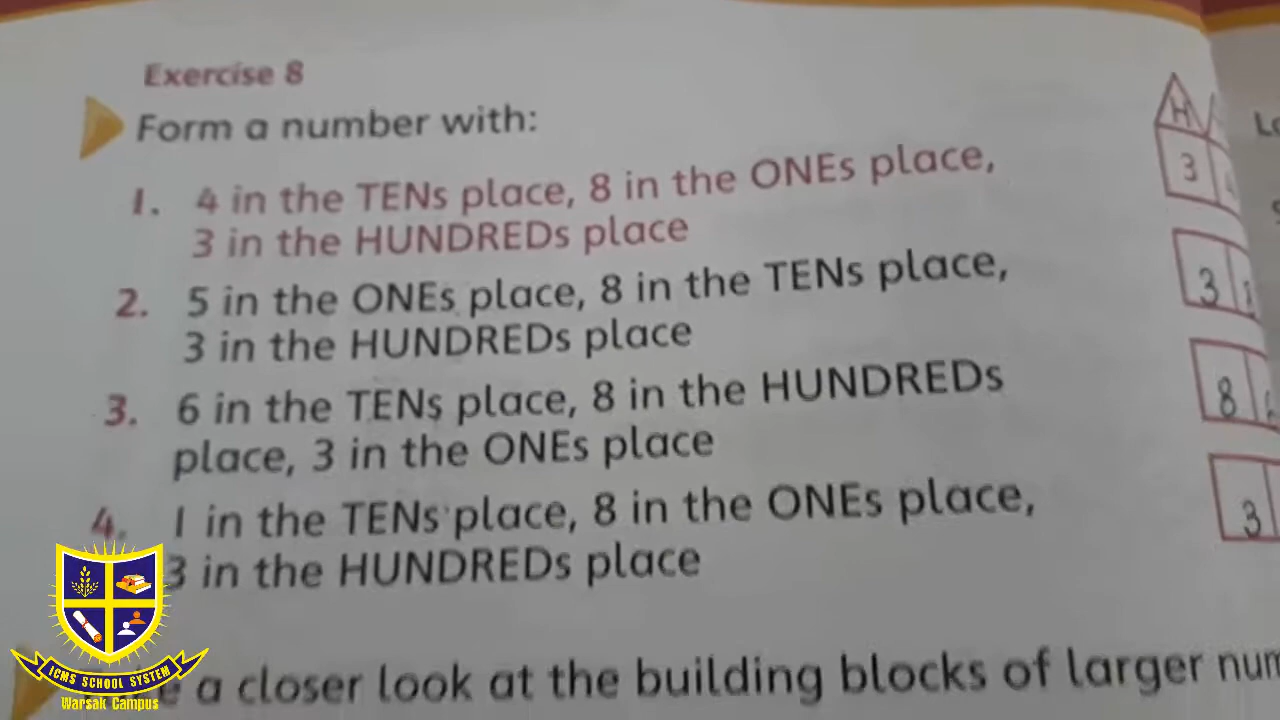 Exercise 8
Form a number with:
1. 4 in the TENs place, 8 in the ONEs place,
3 in the HUNDREDs place
2. 5 in the ONEs place, 8 in the TENs place,
3 in the HUNDREDs place
3. 6 in the TENs place, 8 in the HUNDREDs
place, 3 in the ONEs place
4. 1 in the TENs place, 8 in the ONEs place,
3 in the HUNDREDs place
a closer look at the building blocks of larger
H
3
3
8
3
ICMS SCHOOL SYSTEM
Warsak Campus